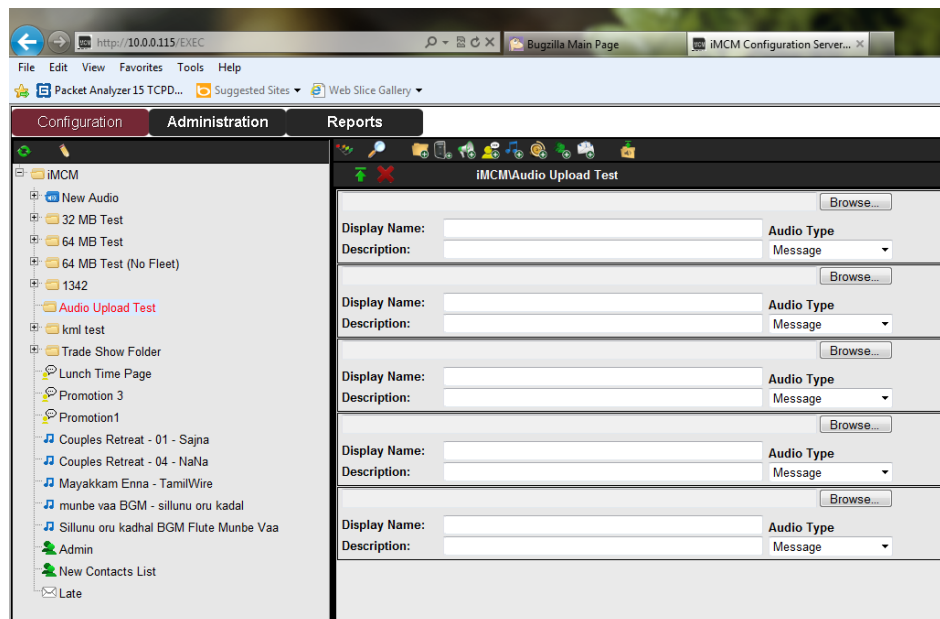 http://10.0.0.115/EXEC
Bugzilla Main Page
iMCM Configuration Server...
File Edit View Favorites Tools Help
Packet Analyzer 15 TCPD... Suggested Sites Web Slice Gallery
Configuration Administration Reports
iMCM\Audio Upload Test
iMCM
New Audio
32 MB Test
64 MB Test
64 MB Test (No Fleet)
1342
Audio Upload Test
kml test
Trade Show Folder
Lunch Time Page
Promotion 3
Promotion1
Couples Retreat - 01 - Sajna
Couples Retreat - 04 - NaNa
Mayakkam Enna - TamilWire
munbe vaa BGM - sillunu oru kadal
Sillunu oru kadhal BGM Flute Munbe Vaa
Admin
New Contacts List
Late
Browse...
Display Name: Audio Type
Description: Message
Browse...
Display Name: Audio Type
Description: Message
Browse...
Display Name: Audio Type
Description: Message
Browse...
Display Name: Audio Type
Description: Message
Browse...
Display Name: Audio Type
Description: Message